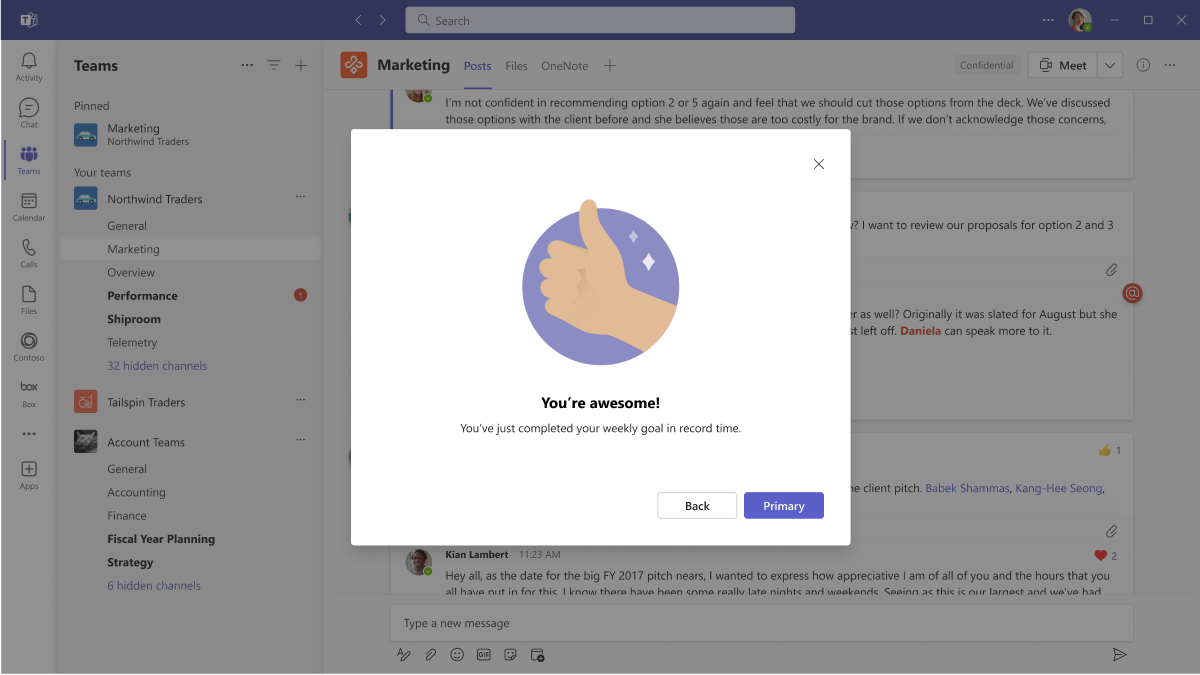 Search
Activity
Chat
Teams
Calendar
Calls
Files
Contoso
box
Box
Apps
Teams
Pinned
Marketing
Northwind Traders
Your teams
Northwind Traders
General
Marketing
Overview
Performance
1
Shiproom
Telemetry
32 hidden channels
Tailspin Traders
Account Teams
General
Accounting
Finance
Fiscal Year Planning
Strategy
6 hidden channels
Marketing
Posts
Files
OneNote
Confidential
Meet
I'm not confident in recommending option 2 or 5 again and feel that we should cut those options from the deck. We've discussed
those options with the client before and she believes those are too costly for the brand. If we don't acknowledge those concerns,
? I want to review our proposals for option 2 and 3
er as well? Originally it was slated for August but she
st left off. Daniela can speak more to it.
@
1
he client pitch. Babek Shammas, Kang-Hee Seong,
You've awesome!
You've just completed your weekly goal in record time.
Back
Primary
Kian Lambert 11:23 AM
2
Hey all, as the date for the big FY 2017 pitch nears, I wanted to express how appreciative I am of all of you and the hours that you
all have put in for this. I know there have been some really late nights and weekends. Seeing as this is our largest and we've had
Type a new message
GIF